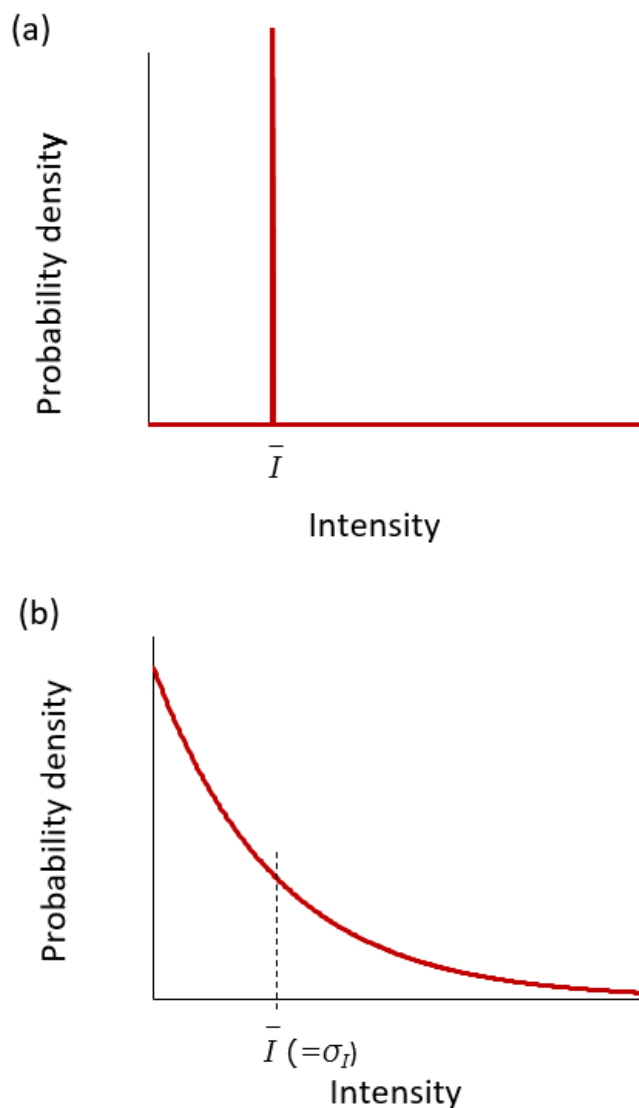 (a)
Probability density
Ī
Intensity
(b)
Probability density
Ī (=σ_I)
Intensity